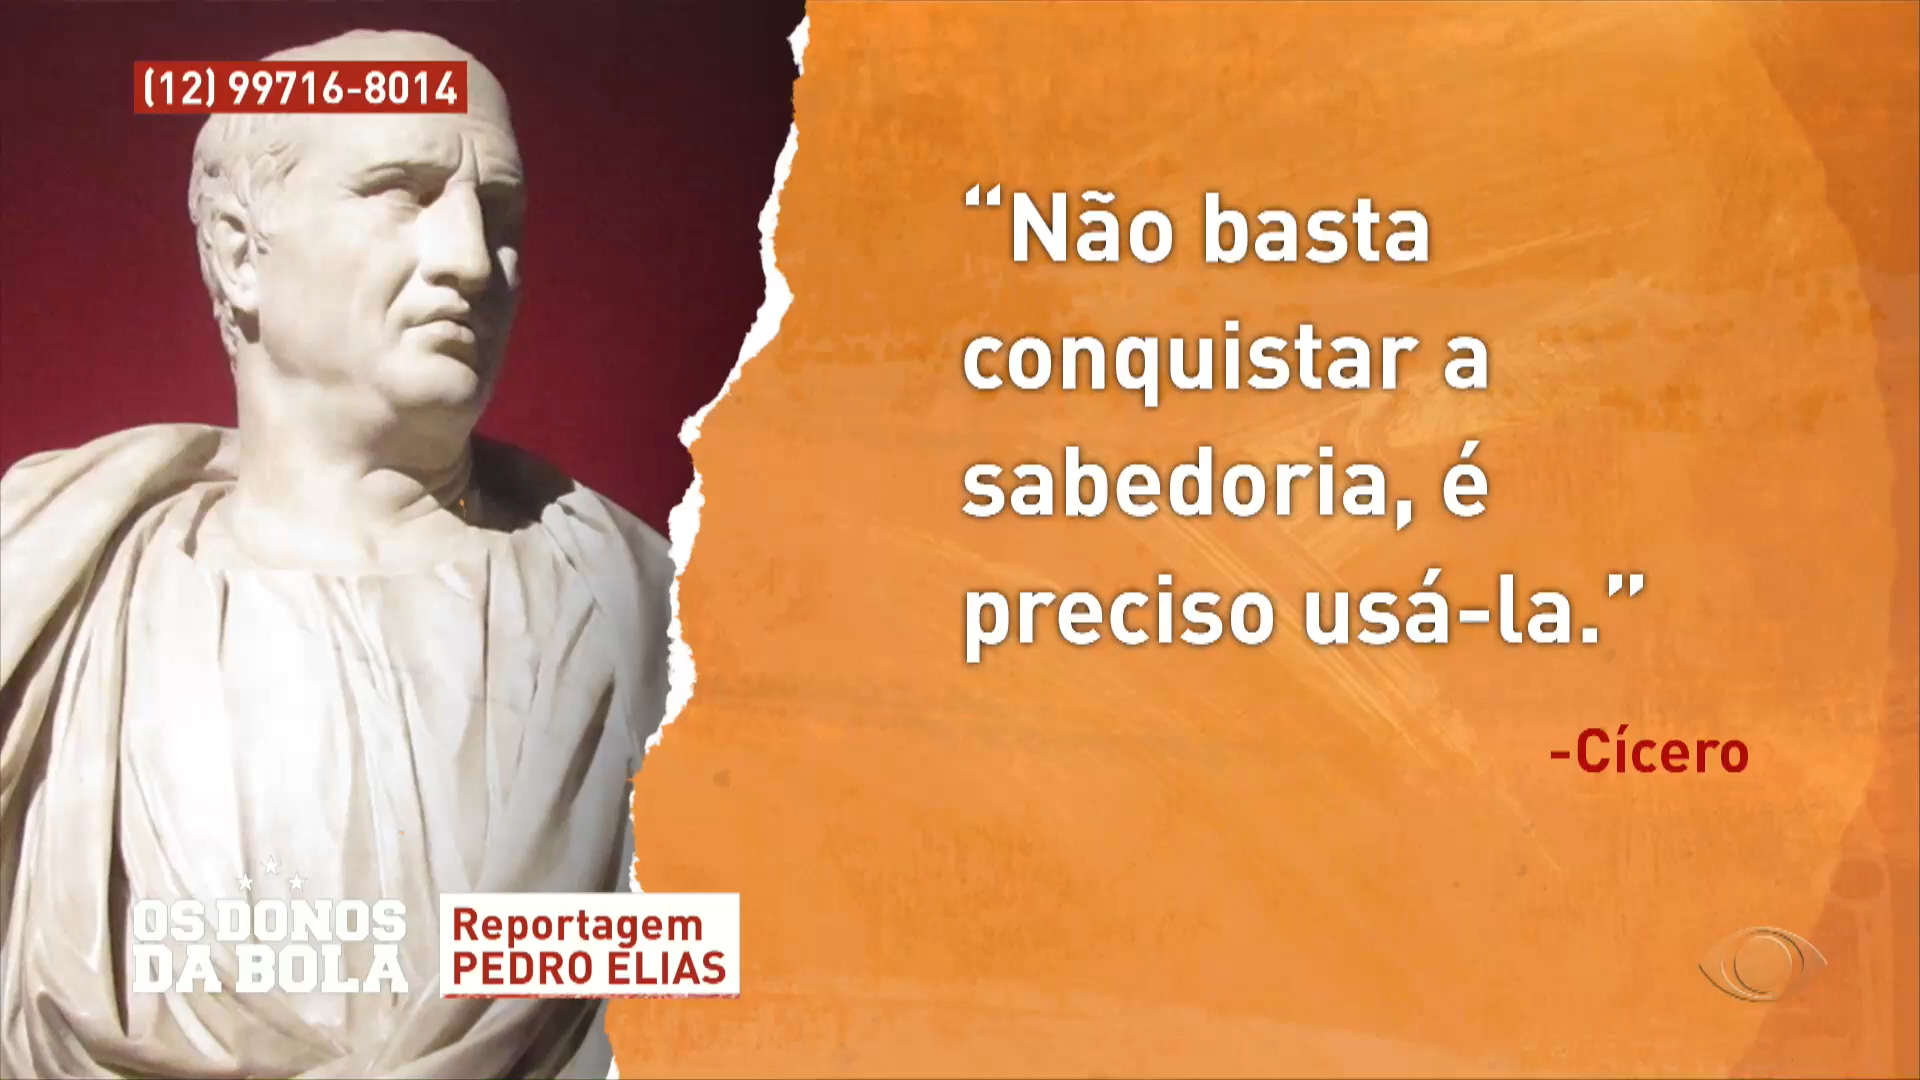 (12) 99716-8014
“Não basta
conquistar a
sabedoria, é
preciso usá-la.”
-Cícero
OS DONOS
DA BOLA
Reportagem
PEDRO ELIAS